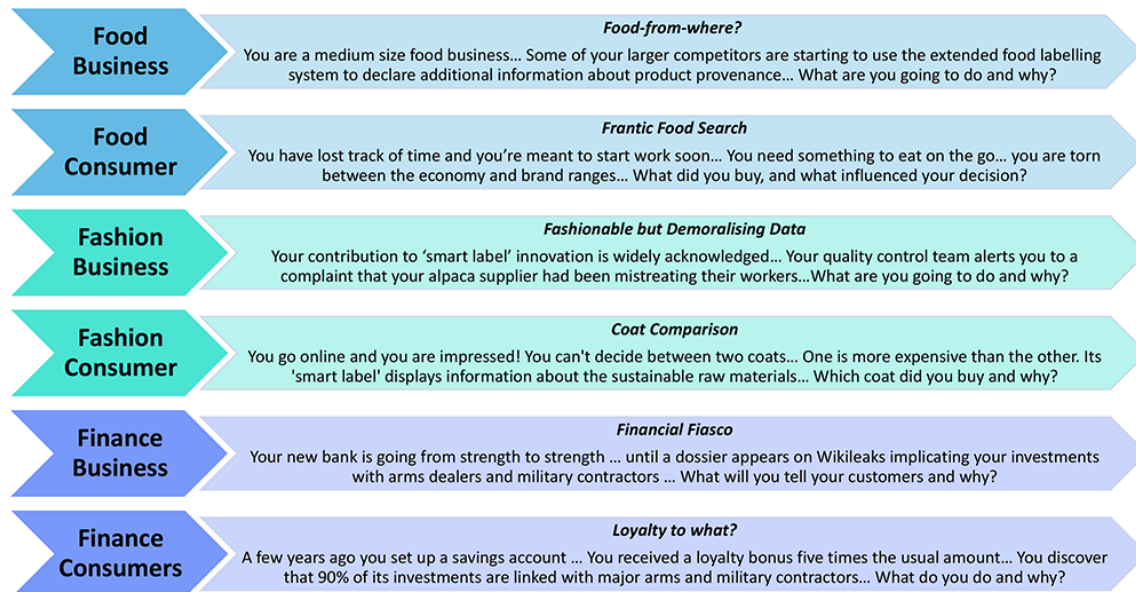 Food
Business
Food-from-where?
You are a medium size food business... Some of your larger competitors are starting to use the extended food labelling
system to declare additional information about product provenance... What are you going to do and why?
Food
Consumer
Frantic Food Search
You have lost track of time and you're meant to start work soon... You need something to eat on the go... you are torn
between the economy and brand ranges... What did you buy, and what influenced your decision?
Fashion
Business
Fashionable but Demoralising Data
Your contribution to 'smart label' innovation is widely acknowledged... Your quality control team alerts you to a
complaint that your alpaca supplier had been mistreating their workers...What are you going to do and why?
Fashion
Consumer
Coat Comparison
You go online and you are impressed! You can't decide between two coats... One is more expensive than the other. Its
'smart label' displays information about the sustainable raw materials... Which coat did you buy and why?
Finance
Business
Financial Fiasco
Your new bank is going from strength to strength ... until a dossier appears on Wikileaks implicating your investments
with arms dealers and military contractors ... What will you tell your customers and why?
Finance
Consumers
Loyalty to what?
A few years ago you set up a savings account ... You received a loyalty bonus five times the usual amount... You discover
that 90% of its investments are linked with major arms and military contractors... What do you do and why?